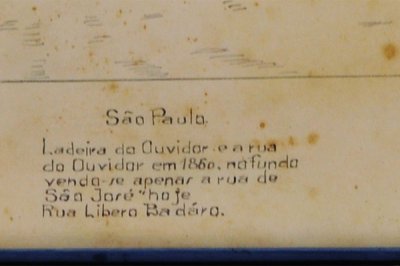 São Paulo.
Ladeira do Ouvidor e a rua
do Ouvidor em 1860, no fundo
vendo-se apenas a rua de
São José "hoje
Rua Libero Badáro.